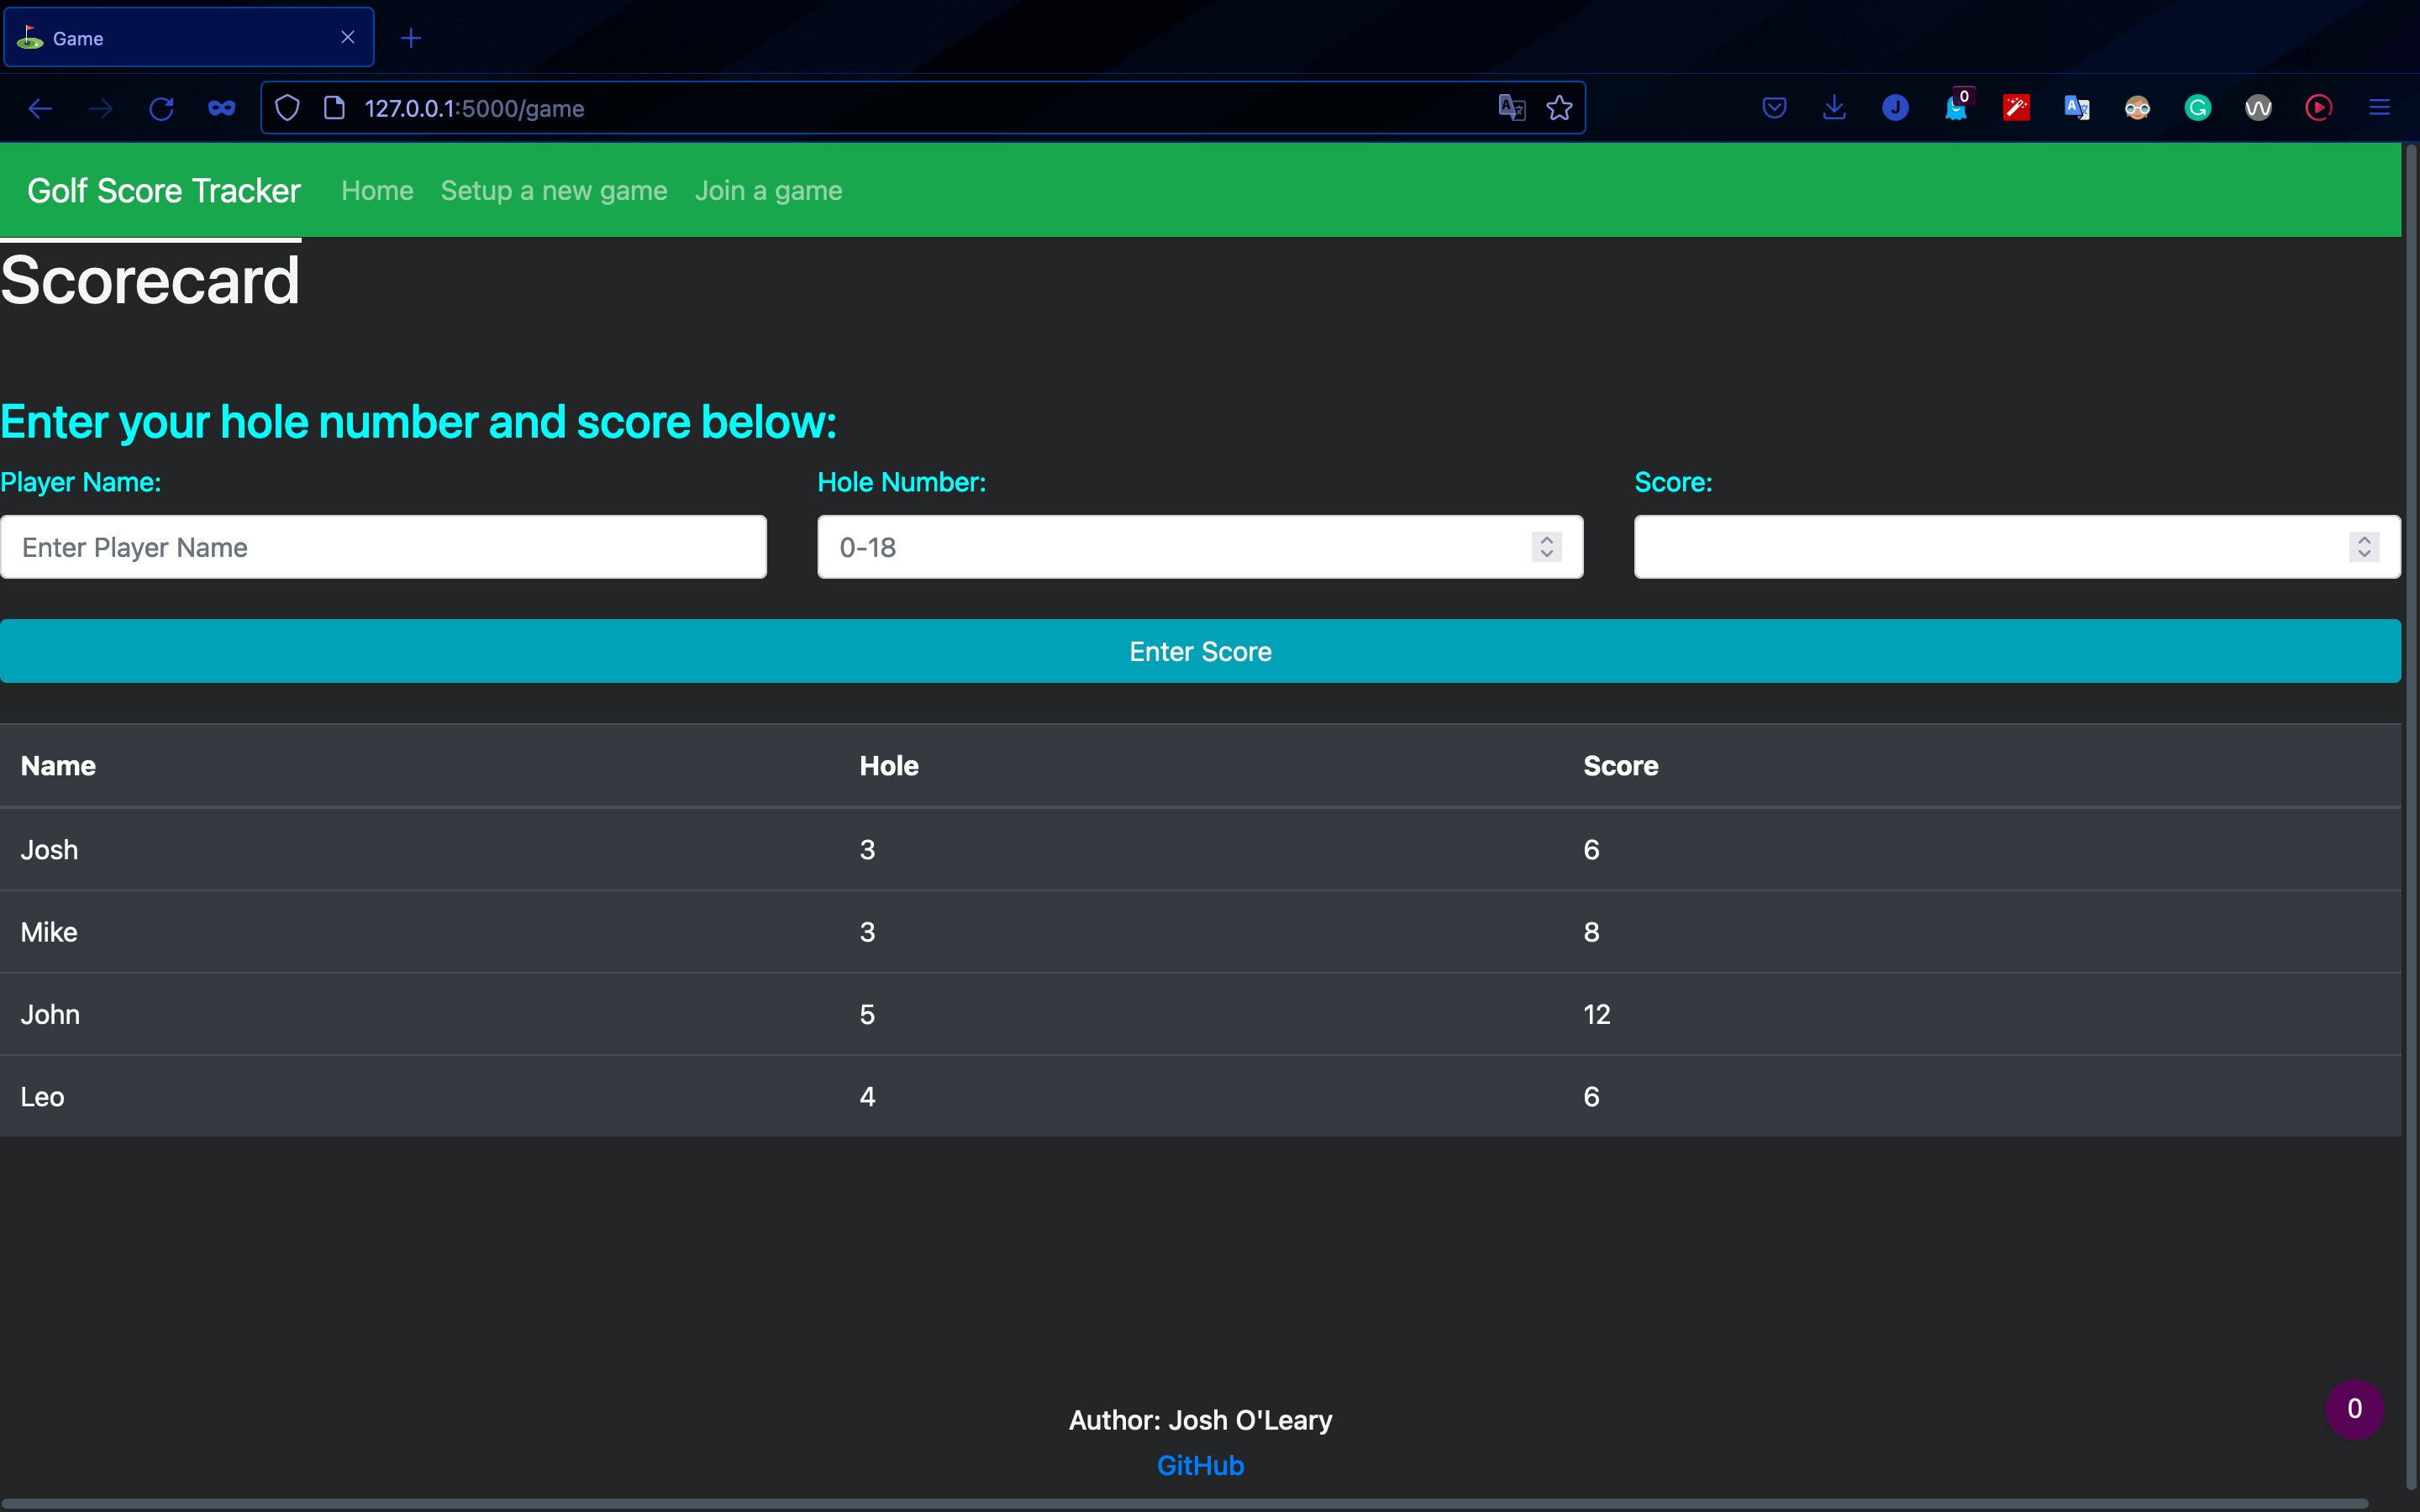 Game
127.0.0.1:5000/game
J
0
G
Golf Score Tracker Home Setup a new game Join a game
Scorecard
Enter your hole number and score below:
Player Name: Hole Number: Score:
Enter Player Name 0-18
Enter Score
Name Hole Score
Josh 3 6
Mike 3 8
John 5 12
Leo 4 6
0
Author: Josh O'Leary
GitHub